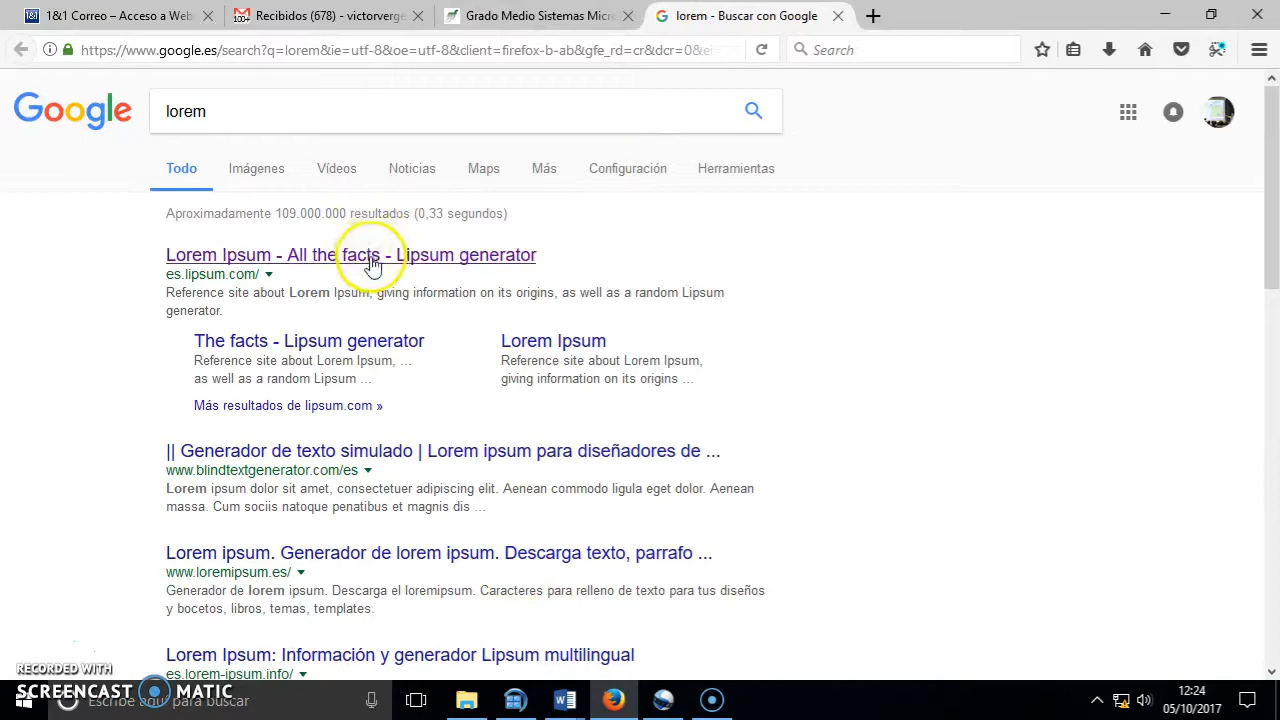 1&1 Correo – Acceso a Web
Recibidos (678) - victorverge
Grado Medio Sistemas Micro
lorem - Buscar con Google
https://www.google.es/search?q=lorem&ie=utf-8&oe=utf-8&client=firefox-b-ab&gfe_rd=cr&dcr=0&ei=
Search
Google
lorem
Todo
Imágenes
Vídeos
Noticias
Maps
Más
Configuración
Herramientas
Aproximadamente 109.000.000 resultados (0,33 segundos)
Lorem Ipsum - All the facts - Lipsum generator
es.lipsum.com/
Reference site about Lorem Ipsum, giving information on its origins, as well as a random Lipsum
generator.
The facts - Lipsum generator
Reference site about Lorem Ipsum, ...
as well as a random Lipsum ...
Lorem Ipsum
Reference site about Lorem Ipsum,
giving information on its origins ...
Más resultados de lipsum.com »
|| Generador de texto simulado | Lorem ipsum para diseñadores de ...
www.blindtextgenerator.com/es
Lorem ipsum dolor sit amet, consectetuer adipiscing elit. Aenean commodo ligula eget dolor. Aenean
massa. Cum sociis natoque penatibus et magnis dis ...
Lorem ipsum. Generador de lorem ipsum. Descarga texto, parrafo ...
www.loremipsum.es/
Generador de lorem ipsum. Descarga el loremipsum. Caracteres para relleno de texto para tus diseños
y bocetos, libros, temas, templates.
Lorem Ipsum: Información y generador Lipsum multilingual
es.lorem-ipsum.info/
RECORDED WITH
SCREENCAST MATIC
Escribe aquí para buscar
12:24
05/10/2017